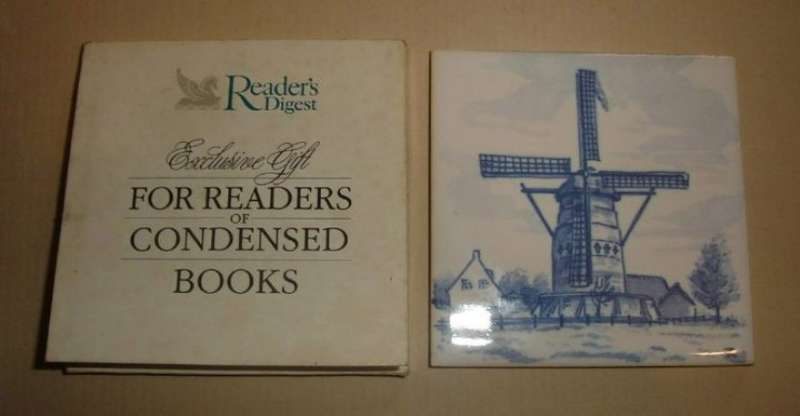 Reader's
Digest
Exclusive Gift
FOR READERS
OF
CONDENSED
BOOKS